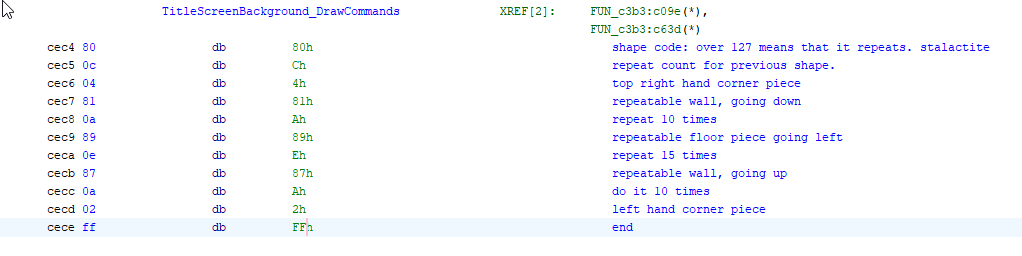 TitleScreenBackground_DrawCommands XREF[2]: FUN_c3b3:c09e(*),
FUN_c3b3:c63d(*)
cec4 80 db 80h shape code: over 127 means that it repeats. stalactite
cec5 0c db Ch repeat count for previous shape.
cec6 04 db 4h top right hand corner piece
cec7 81 db 81h repeatable wall, going down
cec8 0a db Ah repeat 10 times
cec9 89 db 89h repeatable floor piece going left
ceca 0e db Eh repeat 15 times
cecb 87 db 87h repeatable wall, going up
cecc 0a db Ah do it 10 times
cecd 02 db 2h left hand corner piece
cece ff db FFh end